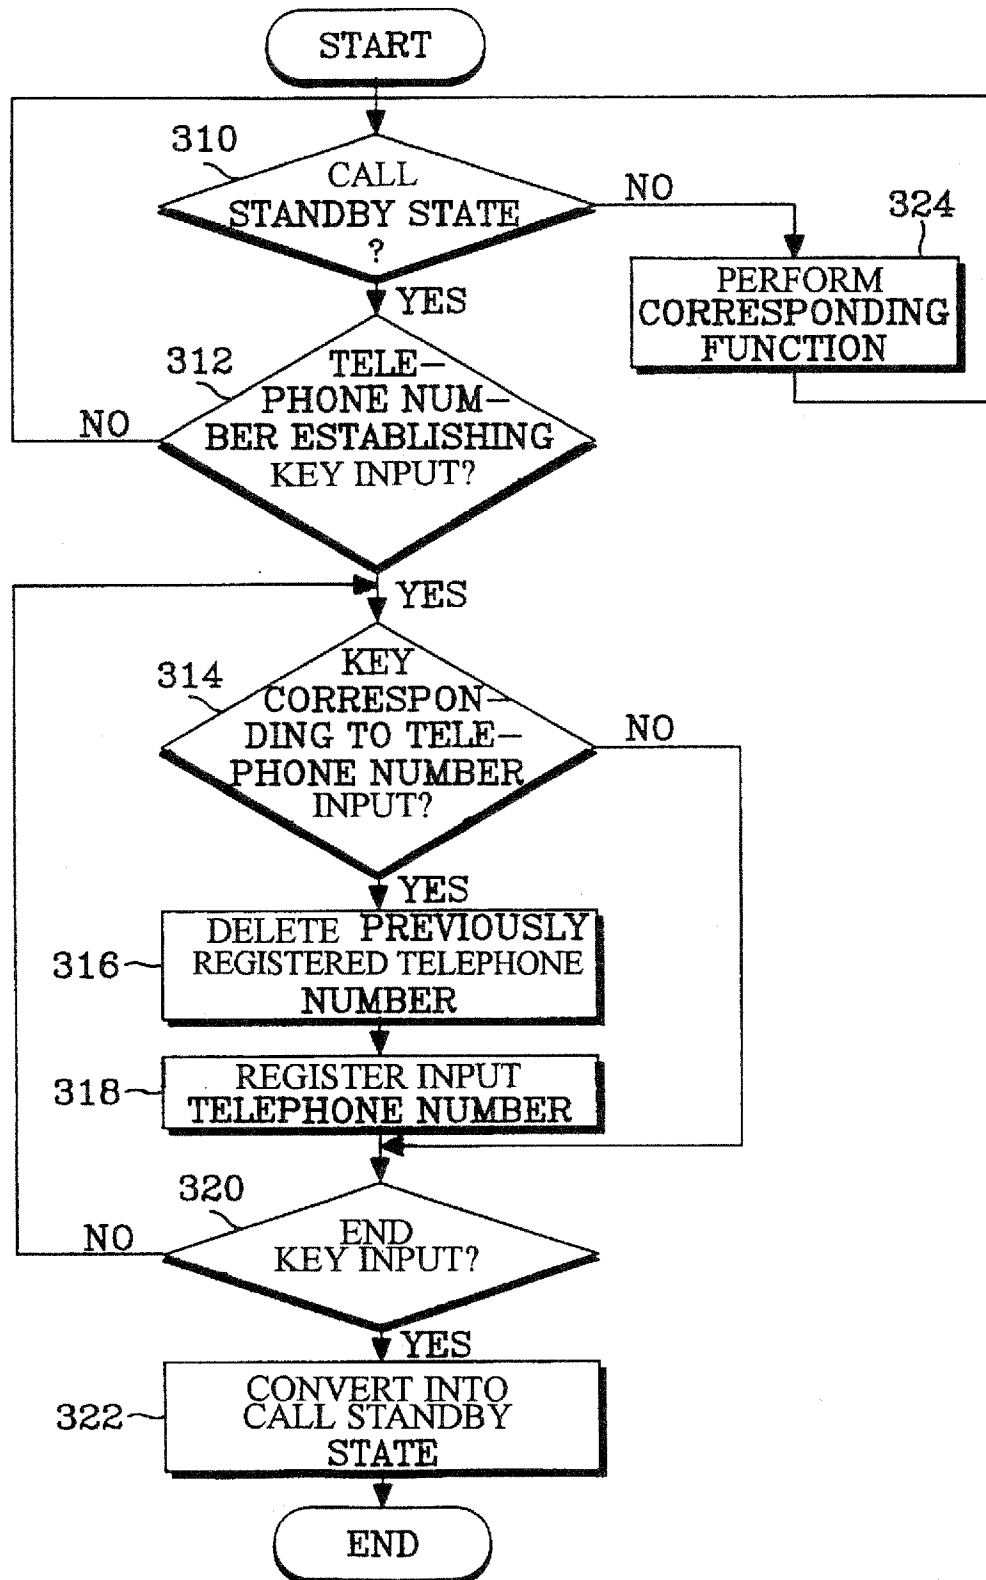 START
310
CALL
STANDBY STATE
?
NO
324
PERFORM
CORRESPONDING
FUNCTION
YES
312
TELE-
PHONE NUM-
BER ESTABLISHING
KEY INPUT?
NO
YES
314
KEY
CORRESPON-
DING TO TELE-
PHONE NUMBER
INPUT?
NO
YES
316
DELETE PREVIOUSLY
REGISTERED TELEPHONE
NUMBER
318
REGISTER INPUT
TELEPHONE NUMBER
320
END
KEY INPUT?
NO
YES
322
CONVERT INTO
CALL STANDBY
STATE
END